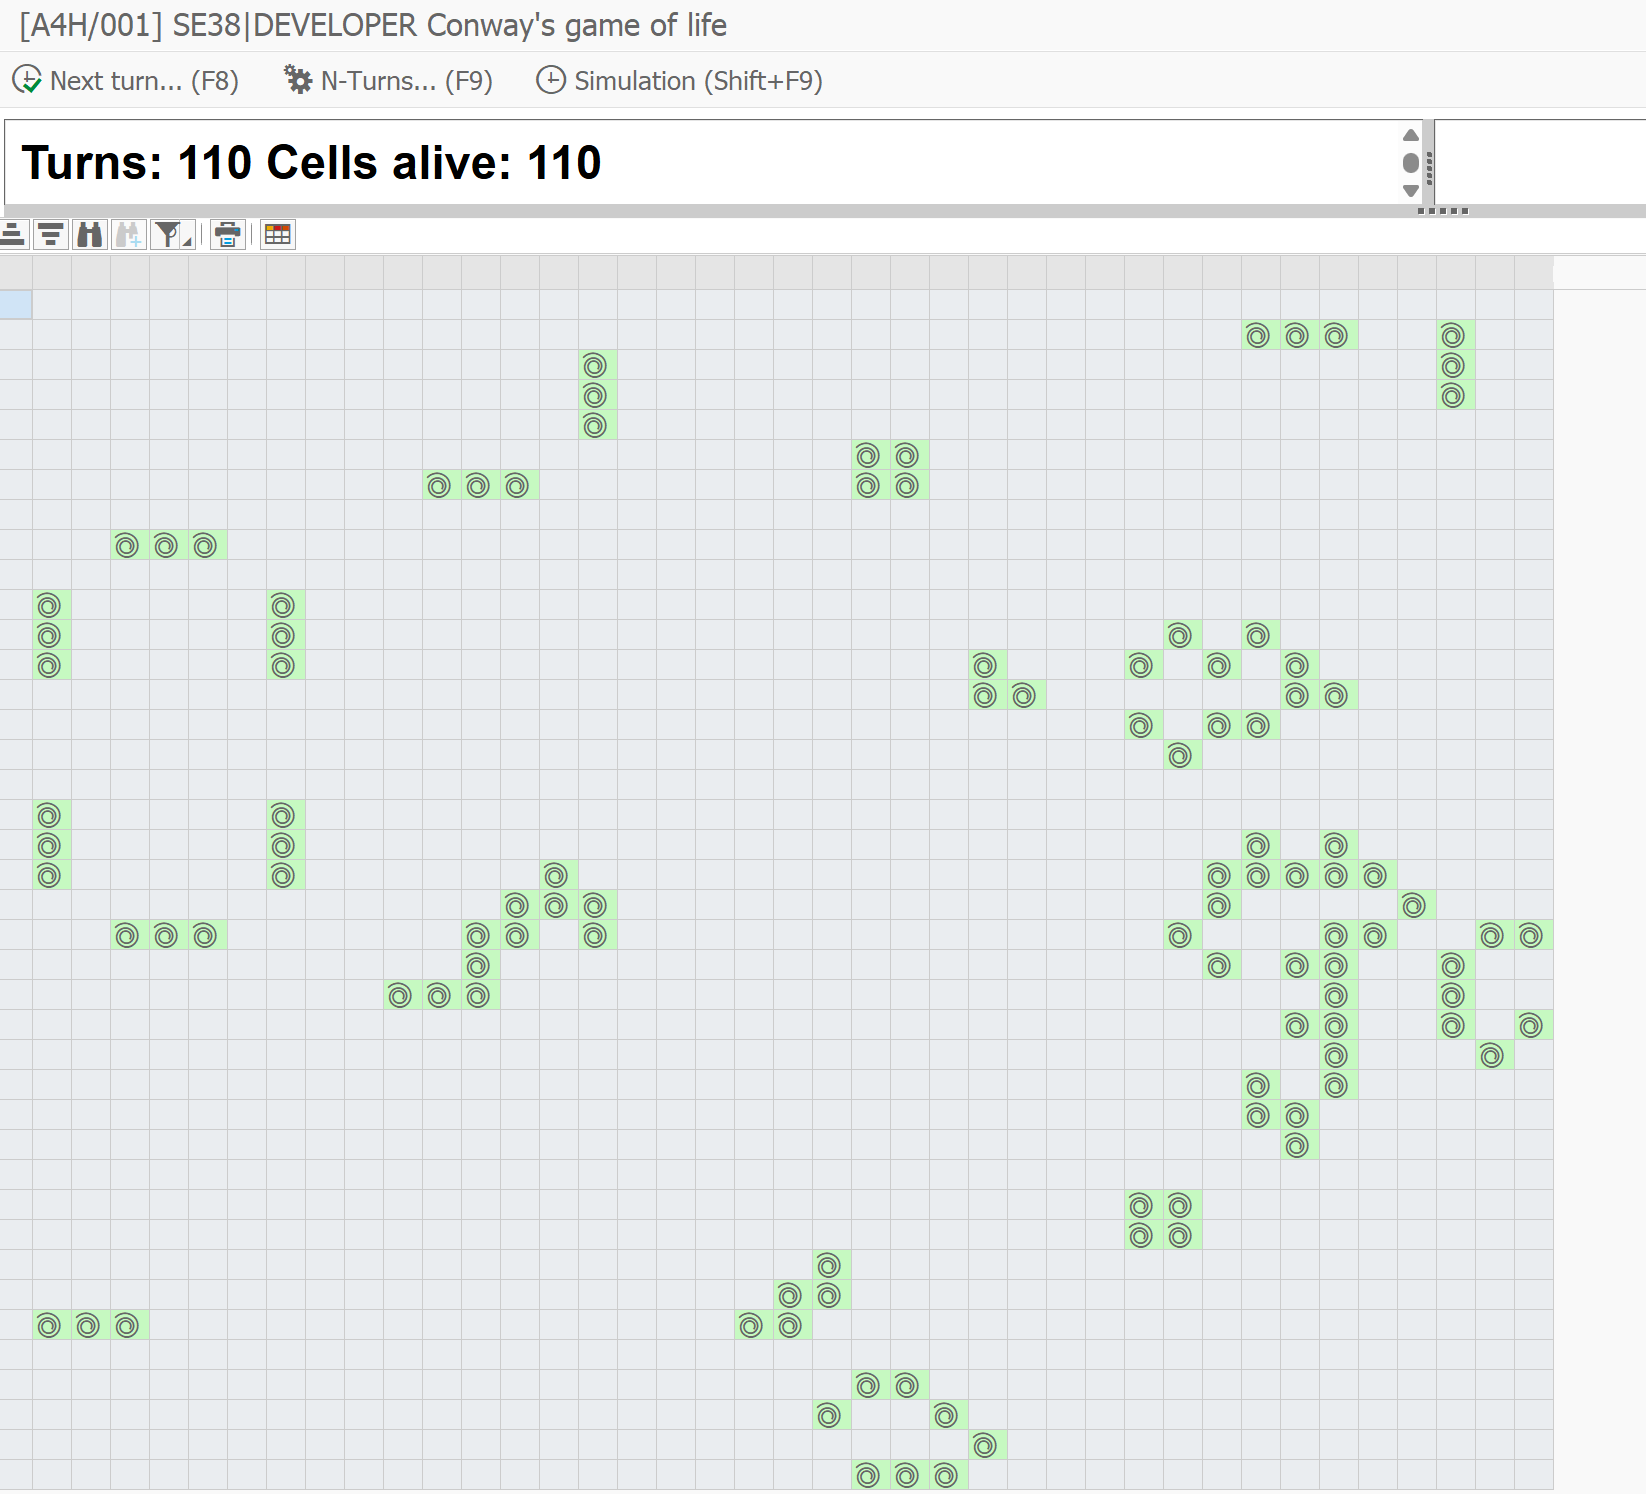 [A4H/001] SE38|DEVELOPER Conway's game of life
Next turn... (F8) N-Turns... (F9) Simulation (Shift+F9)
Turns: 110 Cells alive: 110